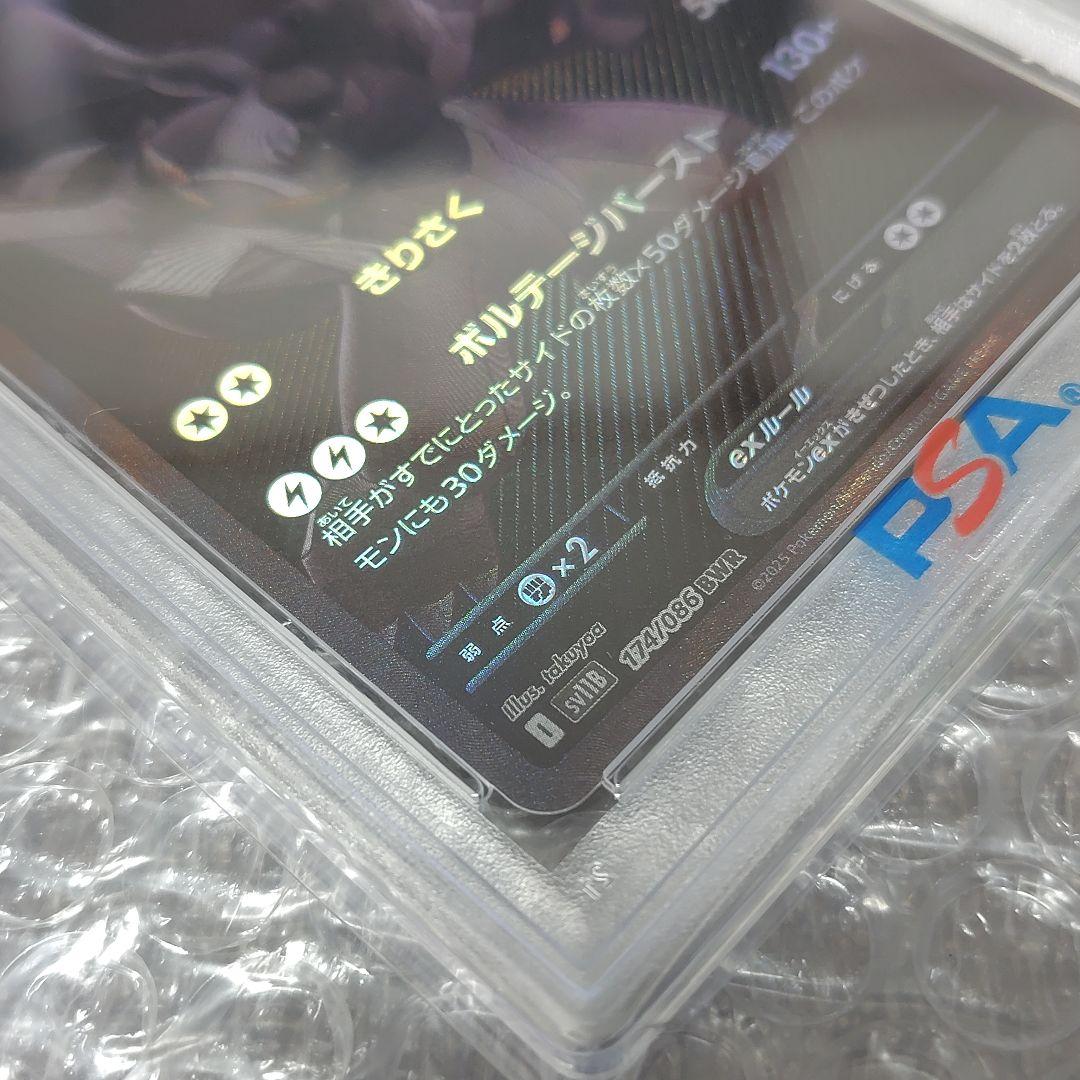 きりさく
ボルテージバースト 130+
相手がすでにとったサイドの枚数×50ダメージ追加。このポケ
モンにも30ダメージ。
弱点 ×2 抵抗力 にげる
exルール
ポケモンexがきぜつしたとき、相手はサイドを2枚とる。
Illus. takuyoa
I sv11B 174/086 BWR
©2025 Pokémon/Nintendo/Creatures/GAME FREAK
PSA®